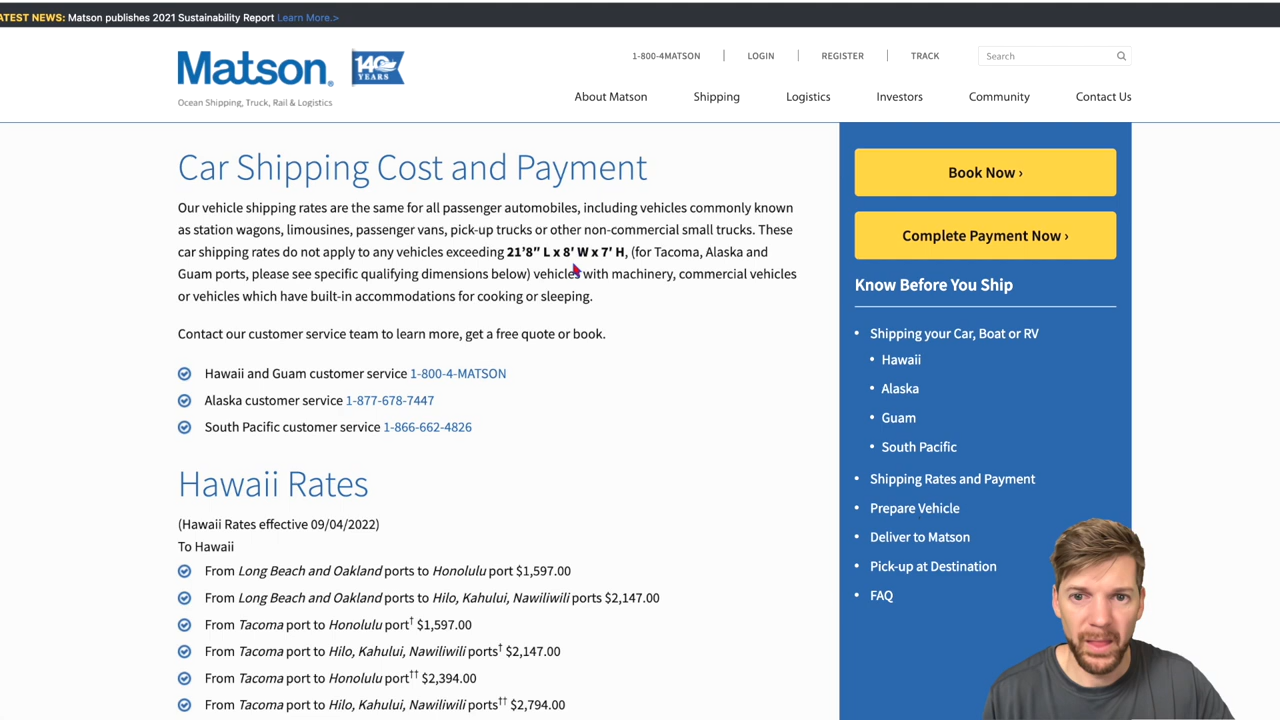 ATEST NEWS: Matson publishes 2021 Sustainability Report Learn More.>
Matson®
140 YEARS
Ocean Shipping, Truck, Rail & Logistics
1-800-4MATSON | LOGIN | REGISTER | TRACK
Search
About Matson Shipping Logistics Investors Community Contact Us
Car Shipping Cost and Payment
Our vehicle shipping rates are the same for all passenger automobiles, including vehicles commonly known
as station wagons, limousines, passenger vans, pick-up trucks or other non-commercial small trucks. These
car shipping rates do not apply to any vehicles exceeding 21’8” L x 8’ W x 7’ H, (for Tacoma, Alaska and
Guam ports, please see specific qualifying dimensions below) vehicles with machinery, commercial vehicles
or vehicles which have built-in accommodations for cooking or sleeping.
Contact our customer service team to learn more, get a free quote or book.
Hawaii and Guam customer service 1-800-4-MATSON
Alaska customer service 1-877-678-7447
South Pacific customer service 1-866-662-4826
Hawaii Rates
(Hawaii Rates effective 09/04/2022)
To Hawaii
From Long Beach and Oakland ports to Honolulu port $1,597.00
From Long Beach and Oakland ports to Hilo, Kahului, Nawiliwili ports $2,147.00
From Tacoma port to Honolulu port† $1,597.00
From Tacoma port to Hilo, Kahului, Nawiliwili ports† $2,147.00
From Tacoma port to Honolulu port†† $2,394.00
From Tacoma port to Hilo, Kahului, Nawiliwili ports†† $2,794.00
Book Now ›
Complete Payment Now ›
Know Before You Ship
• Shipping your Car, Boat or RV
• Hawaii
• Alaska
• Guam
• South Pacific
• Shipping Rates and Payment
• Prepare Vehicle
• Deliver to Matson
• Pick-up at Destination
• FAQ